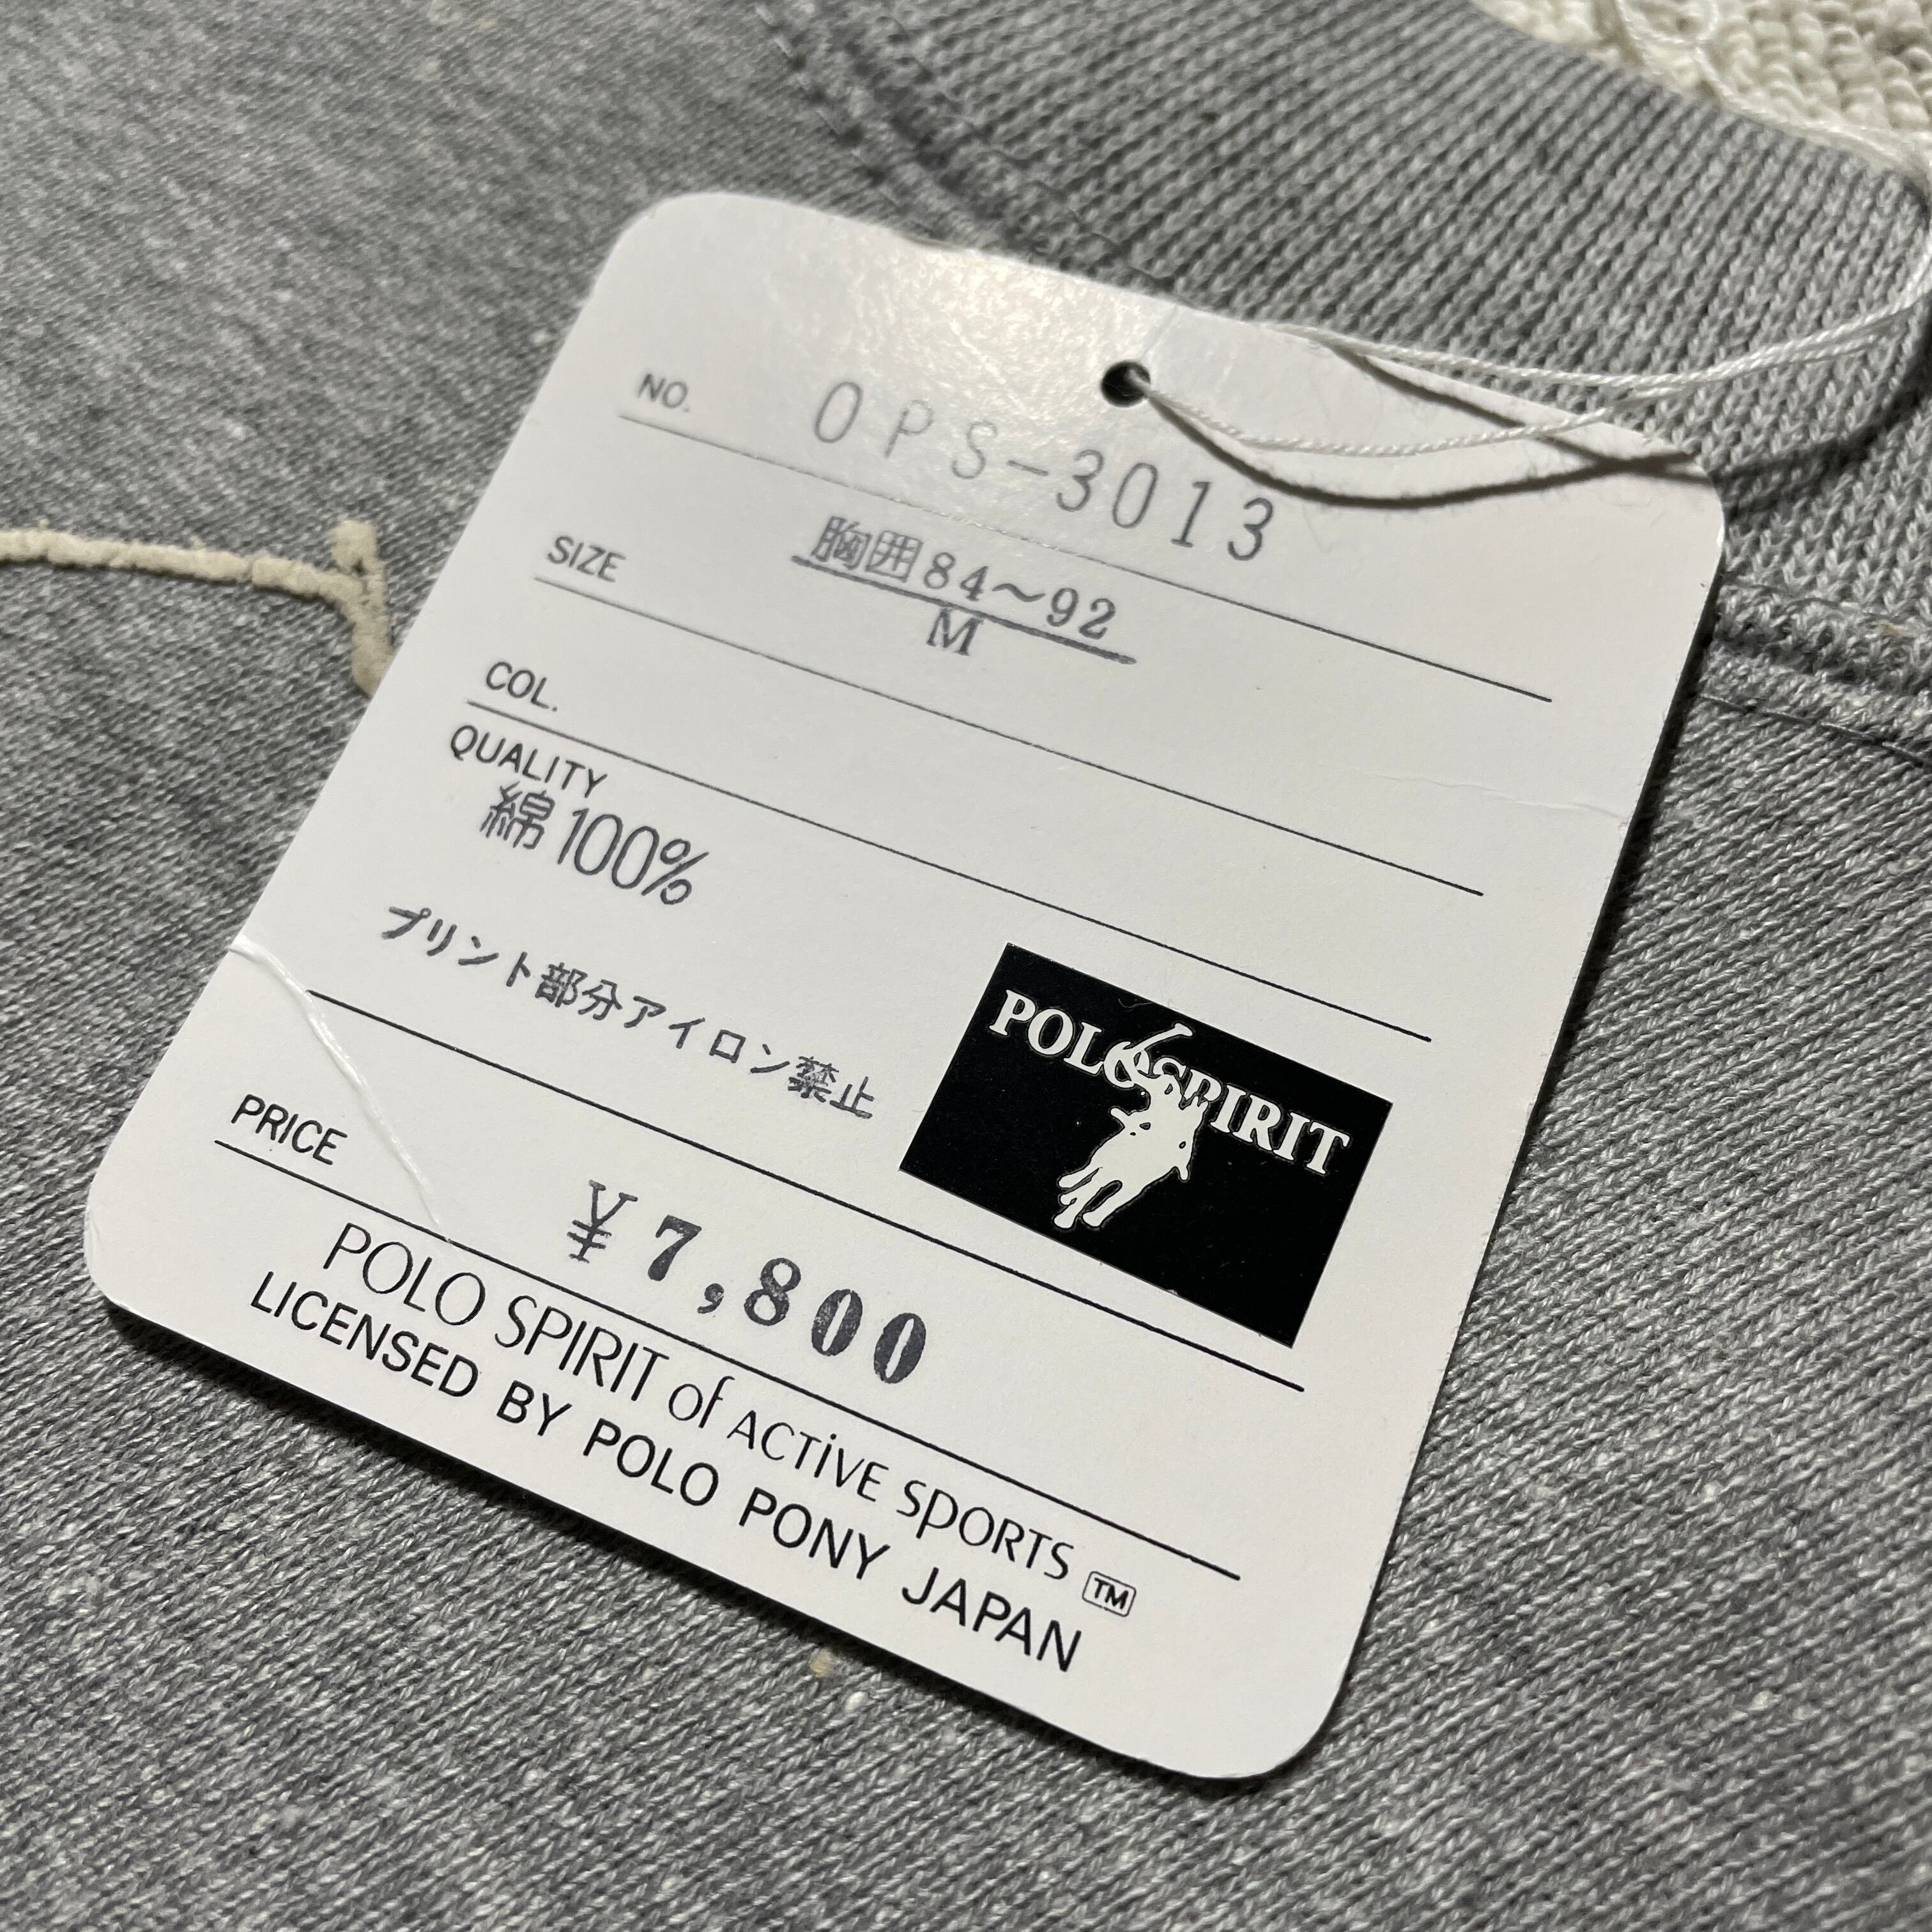 NO. OPS-3013
SIZE 胸囲84〜92
M
COL.
QUALITY
綿100%
プリント部分アイロン禁止
POLO SPIRIT
PRICE ¥7,800
POLO SPIRIT of ACTiVE SPORTS TM
LICENSED BY POLO PONY JAPAN